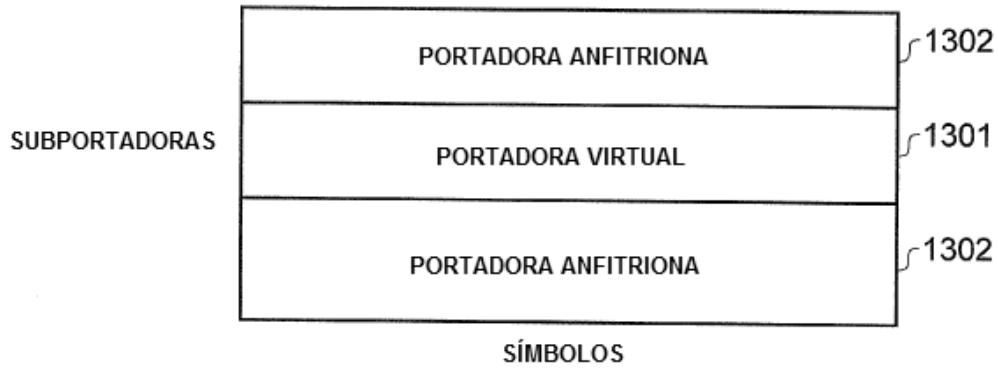 PORTADORA ANFITRIONA
1302
SUBPORTADORAS
PORTADORA VIRTUAL
1301
PORTADORA ANFITRIONA
1302
SÍMBOLOS